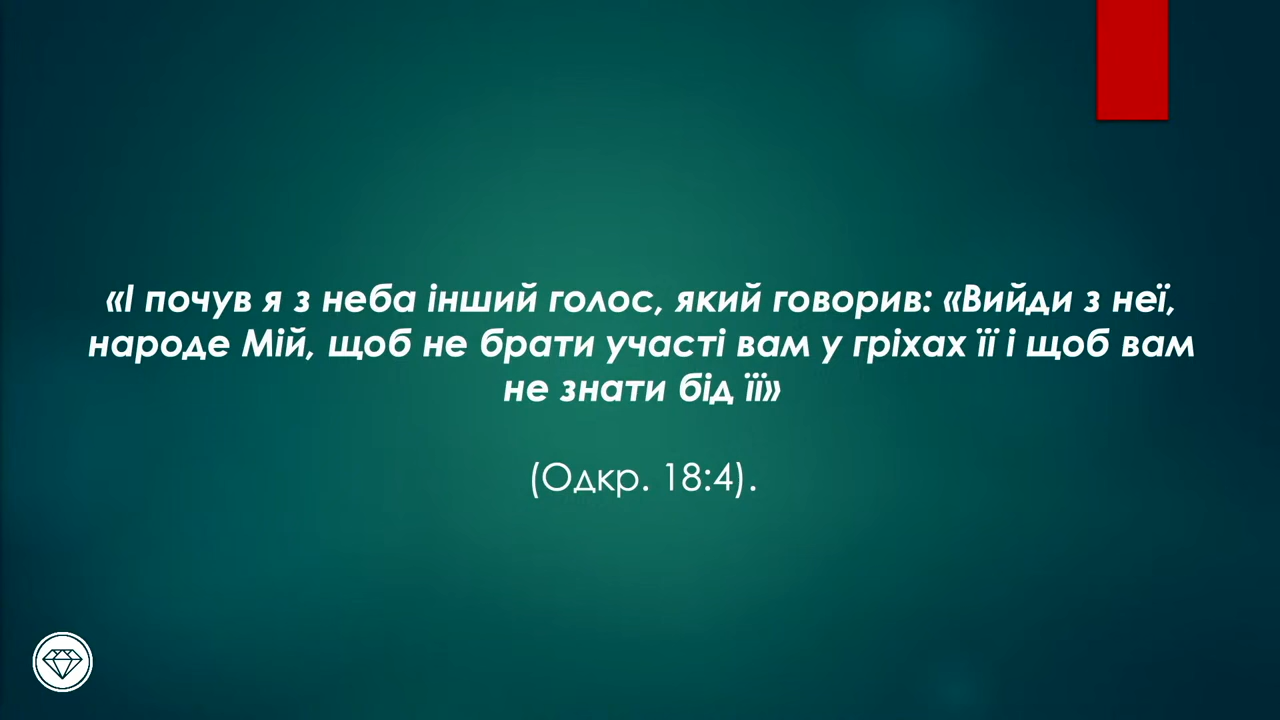 «І почув я з неба інший голос, який говорив: «Вийди з неї,
народе Мій, щоб не брати участі вам у гріхах її і щоб вам
не знати бід її»
(Одкр. 18:4).